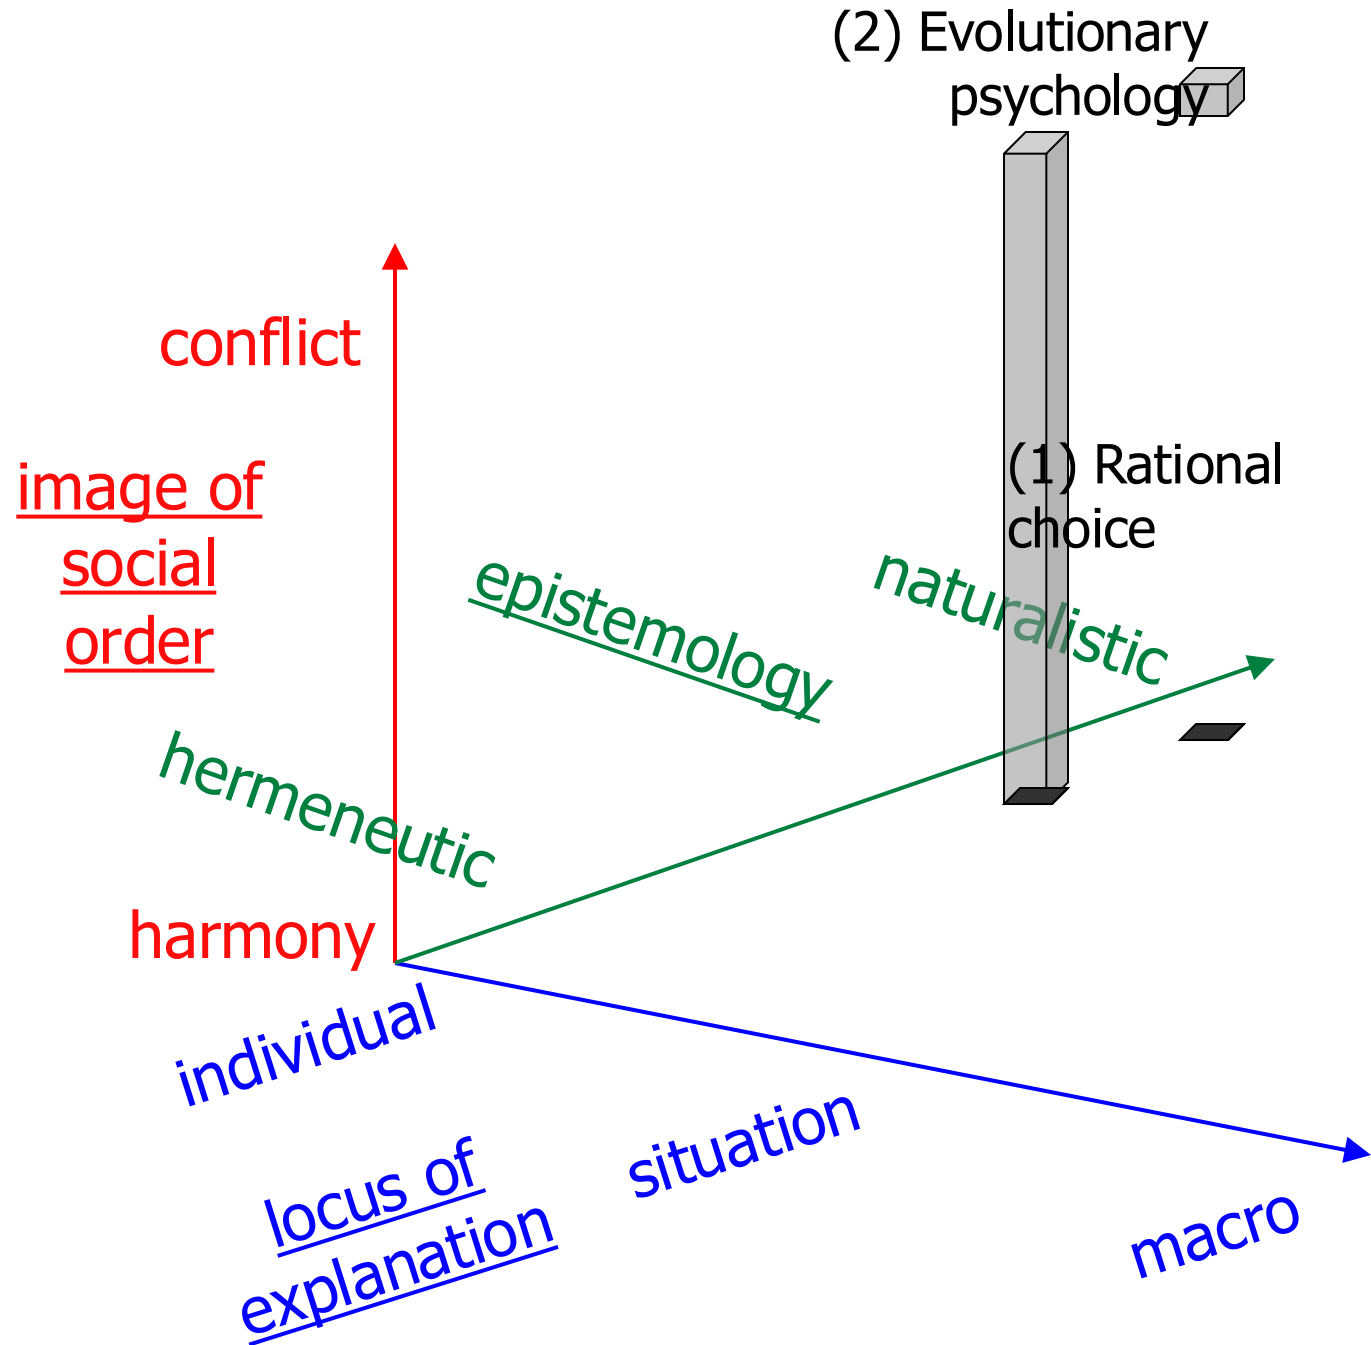 (2) Evolutionary
psychology
conflict
image of
social
order
(1) Rational
choice
epistemology
naturalistic
hermeneutic
harmony
individual
situation
locus of
explanation
macro